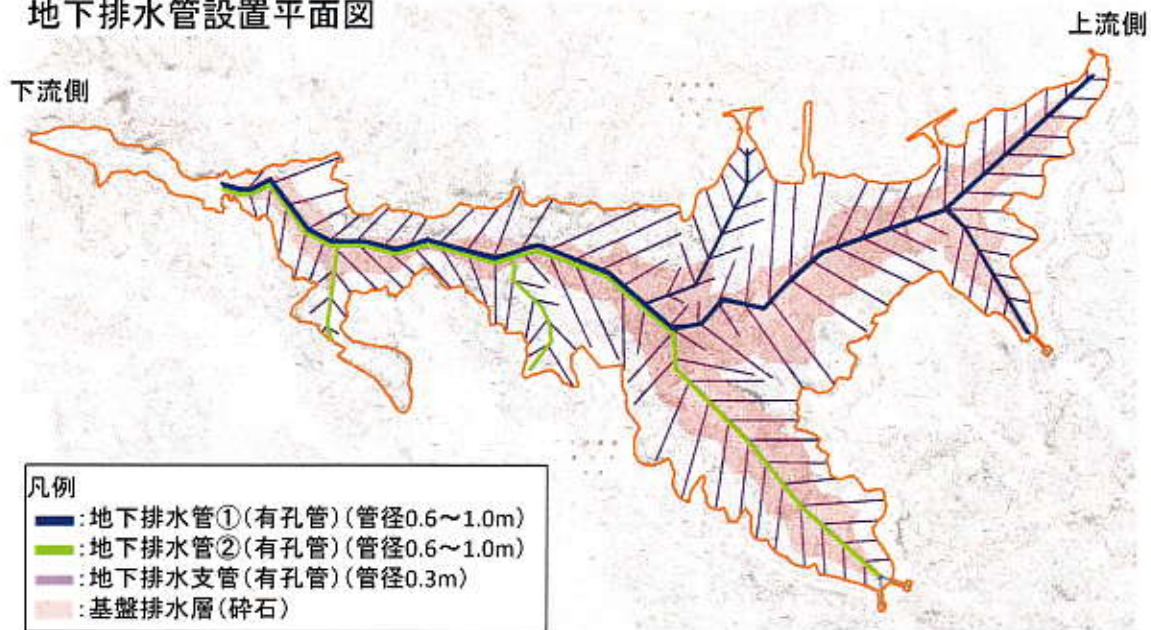 地下排水管設置平面図
上流側
下流側
凡例
:地下排水管①(有孔管)(管径0.6～1.0m)
:地下排水管②(有孔管)(管径0.6～1.0m)
:地下排水支管(有孔管)(管径0.3m)
:基盤排水層(砕石)